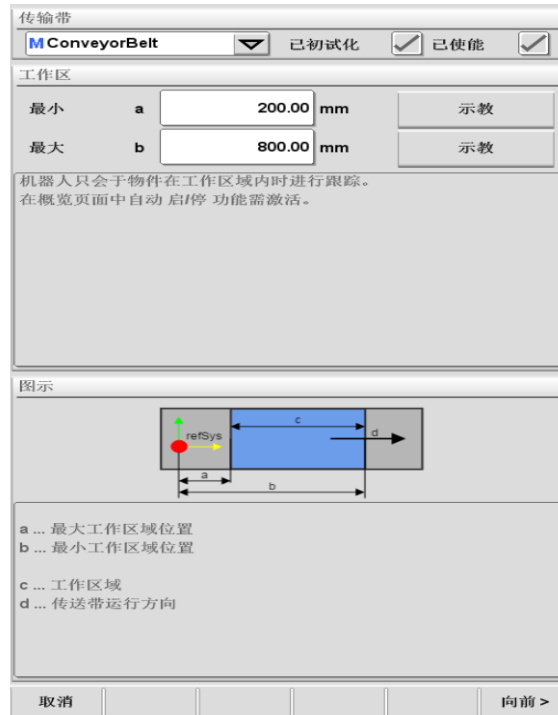 传输带
M ConveyorBelt 已初试化 已使能
工作区
最小 a 200.00 mm 示教
最大 b 800.00 mm 示教
机器人只会于物件在工作区域内时进行跟踪。
在概览页面中自动 启/停 功能需激活。
图示
c
refSys d
a
b
a ... 最大工作区域位置
b ... 最小工作区域位置
c ... 工作区域
d ... 传送带运行方向
取消 向前 >